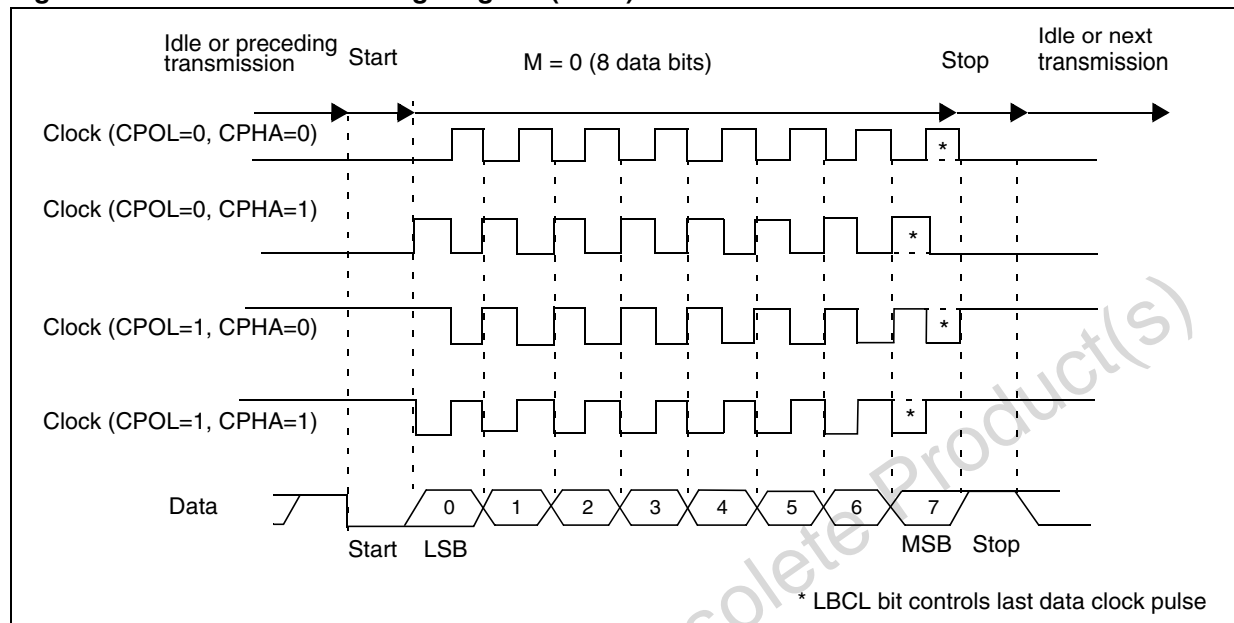 Idle or preceding
transmission
Start
M = 0 (8 data bits)
Stop
Idle or next
transmission
Clock (CPOL=0, CPHA=0)
*
Clock (CPOL=0, CPHA=1)
*
Clock (CPOL=1, CPHA=0)
*
Clock (CPOL=1, CPHA=1)
*
Data
0 1 2 3 4 5 6 7
Start LSB MSB Stop
* LBCL bit controls last data clock pulse
solete Product(s)